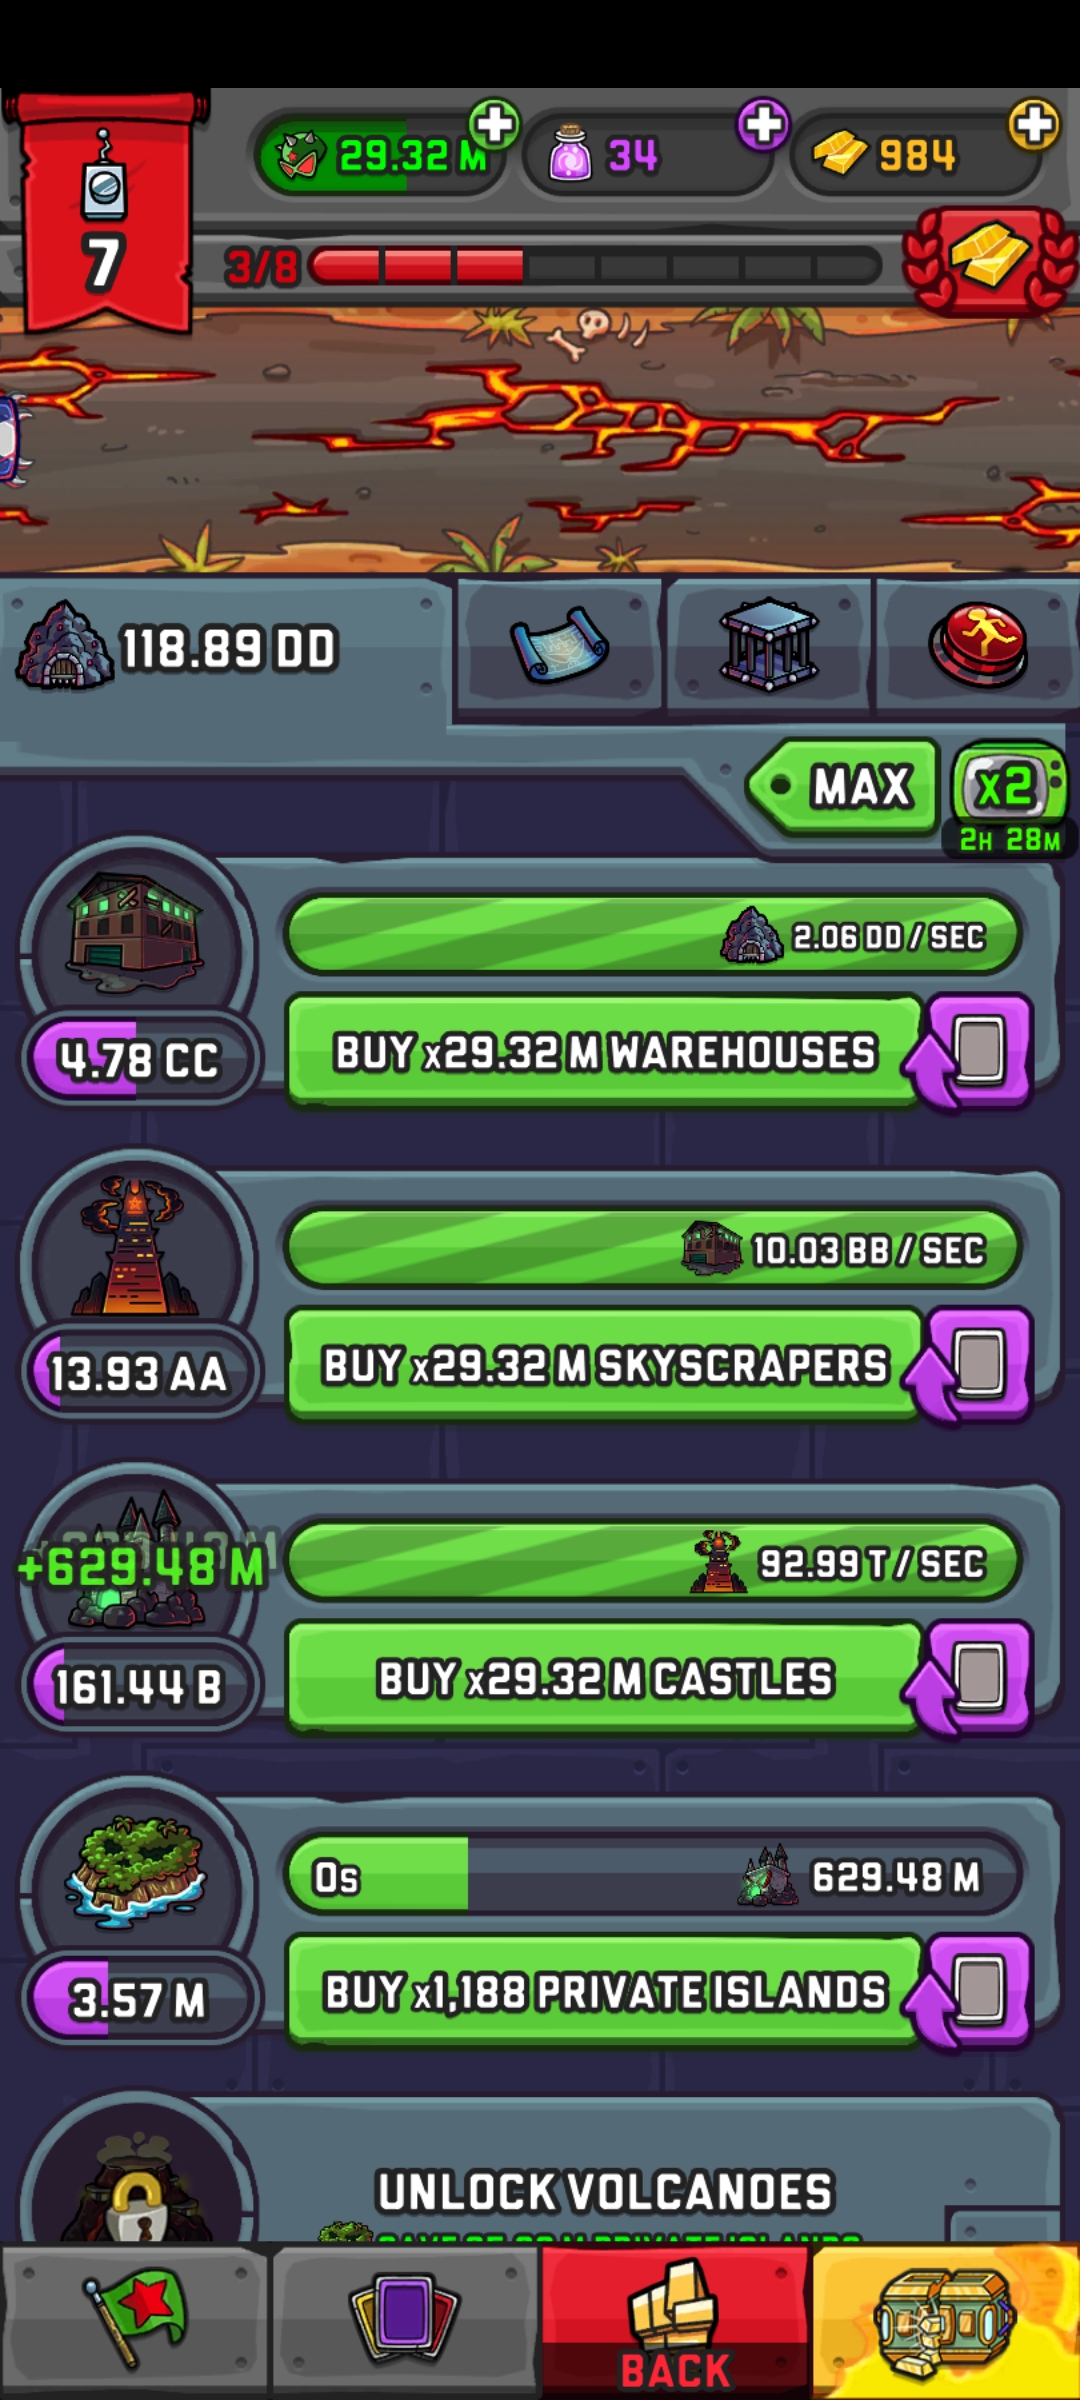 29.32 M
34
984
7
3/8
118.89 DD
MAX
x2
2H 28M
2.06 DD / SEC
4.78 CC
BUY x29.32 M WAREHOUSES
10.03 BB / SEC
13.93 AA
BUY x29.32 M SKYSCRAPERS
+629.48 M
92.99 T / SEC
161.44 B
BUY x29.32 M CASTLES
0s
629.48 M
3.57 M
BUY x1,188 PRIVATE ISLANDS
UNLOCK VOLCANOES
BACK